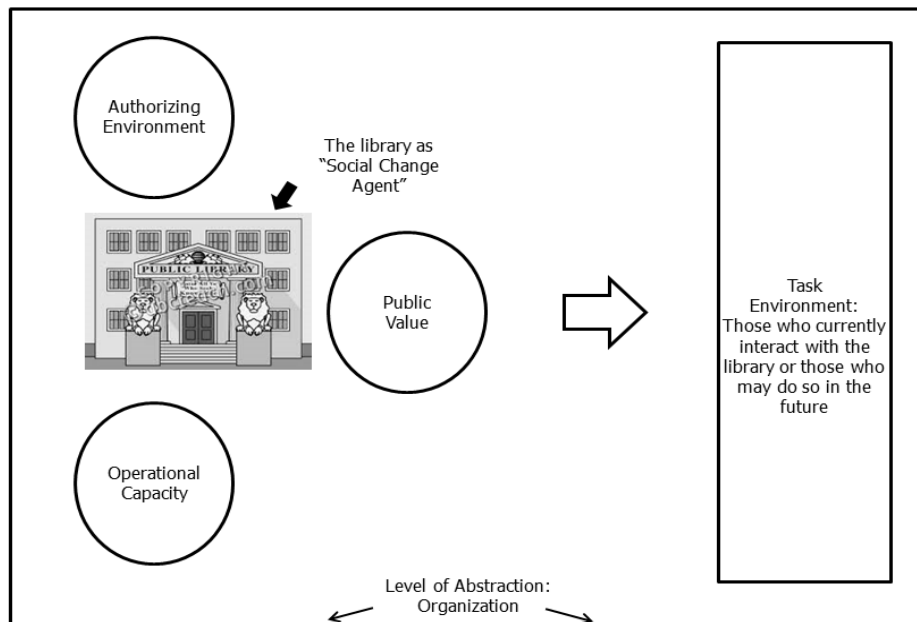 Authorizing
Environment
The library as
“Social Change
Agent”
PUBLIC LIBRARY
Public
Value
Task
Environment:
Those who currently
interact with the
library or those who
may do so in the
future
Operational
Capacity
Level of Abstraction:
Organization